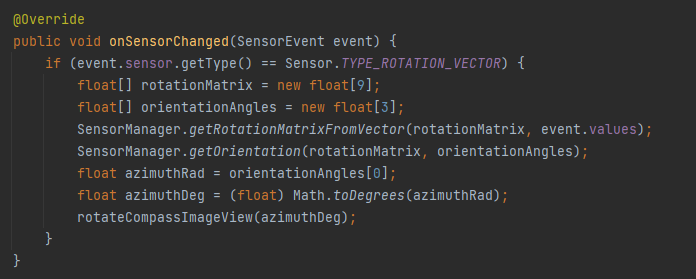 @Override
public void onSensorChanged(SensorEvent event) {
    if (event.sensor.getType() == Sensor.TYPE_ROTATION_VECTOR) {
        float[] rotationMatrix = new float[9];
        float[] orientationAngles = new float[3];
        SensorManager.getRotationMatrixFromVector(rotationMatrix, event.values);
        SensorManager.getOrientation(rotationMatrix, orientationAngles);
        float azimuthRad = orientationAngles[0];
        float azimuthDeg = (float) Math.toDegrees(azimuthRad);
        rotateCompassImageView(azimuthDeg);
    }
}